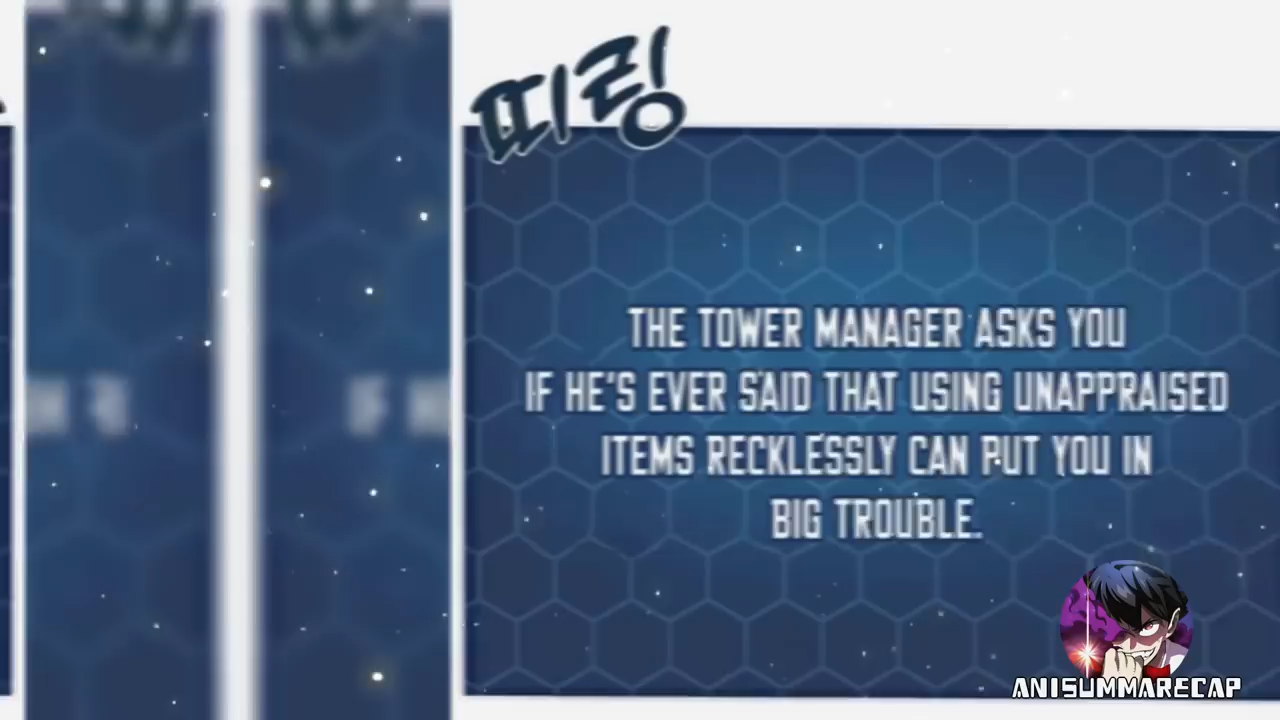 띠링
THE TOWER MANAGER ASKS YOU
IF HE'S EVER SAID THAT USING UNAPPRAISED
ITEMS RECKLESSLY CAN PUT YOU IN
BIG TROUBLE.
ANISUMMARECAP